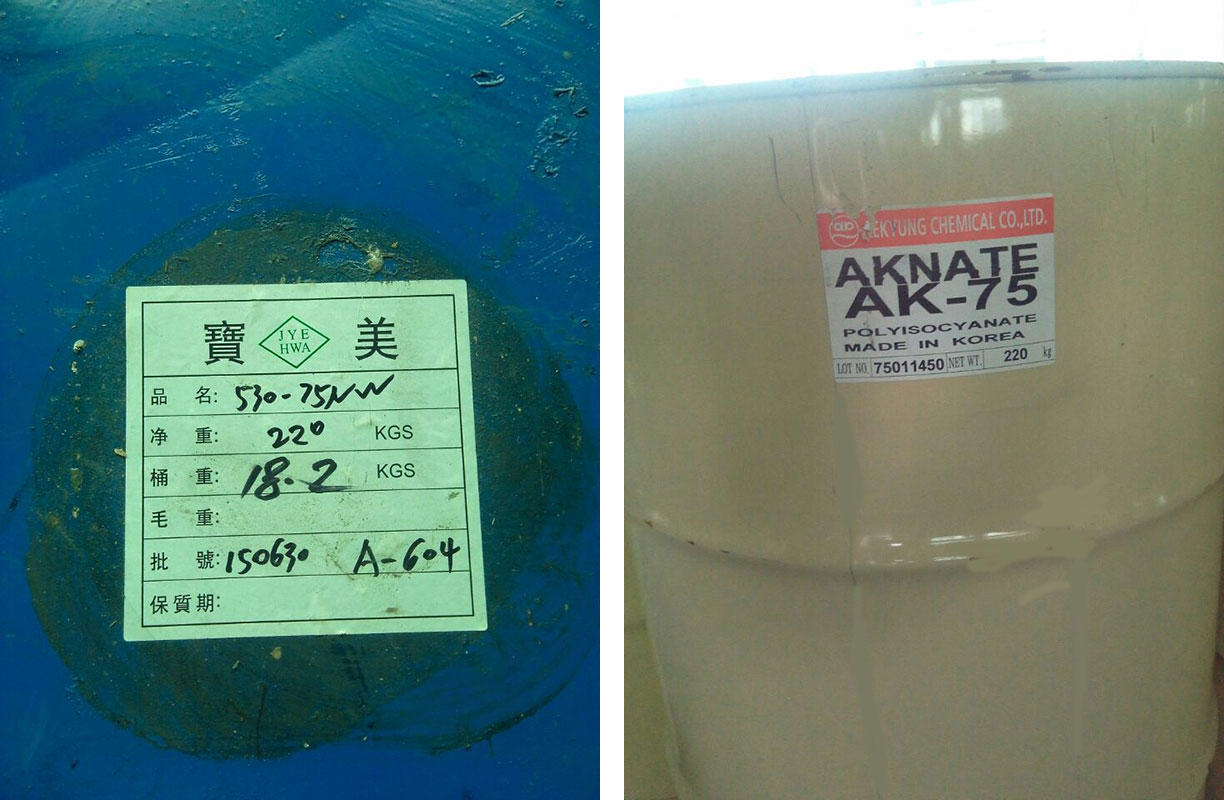 寶 JYE HWA 美
品 名: 530-75NW
净 重: 220 KGS
桶 重: 18.2 KGS
毛 重:
批 號: 150630 A-604
保質期:
AEKYUNG CHEMICAL CO.,LTD.
AKNATE
AK-75
POLYISOCYANATE
MADE IN KOREA
LOT NO. 75011450 NET WT. 220 kg